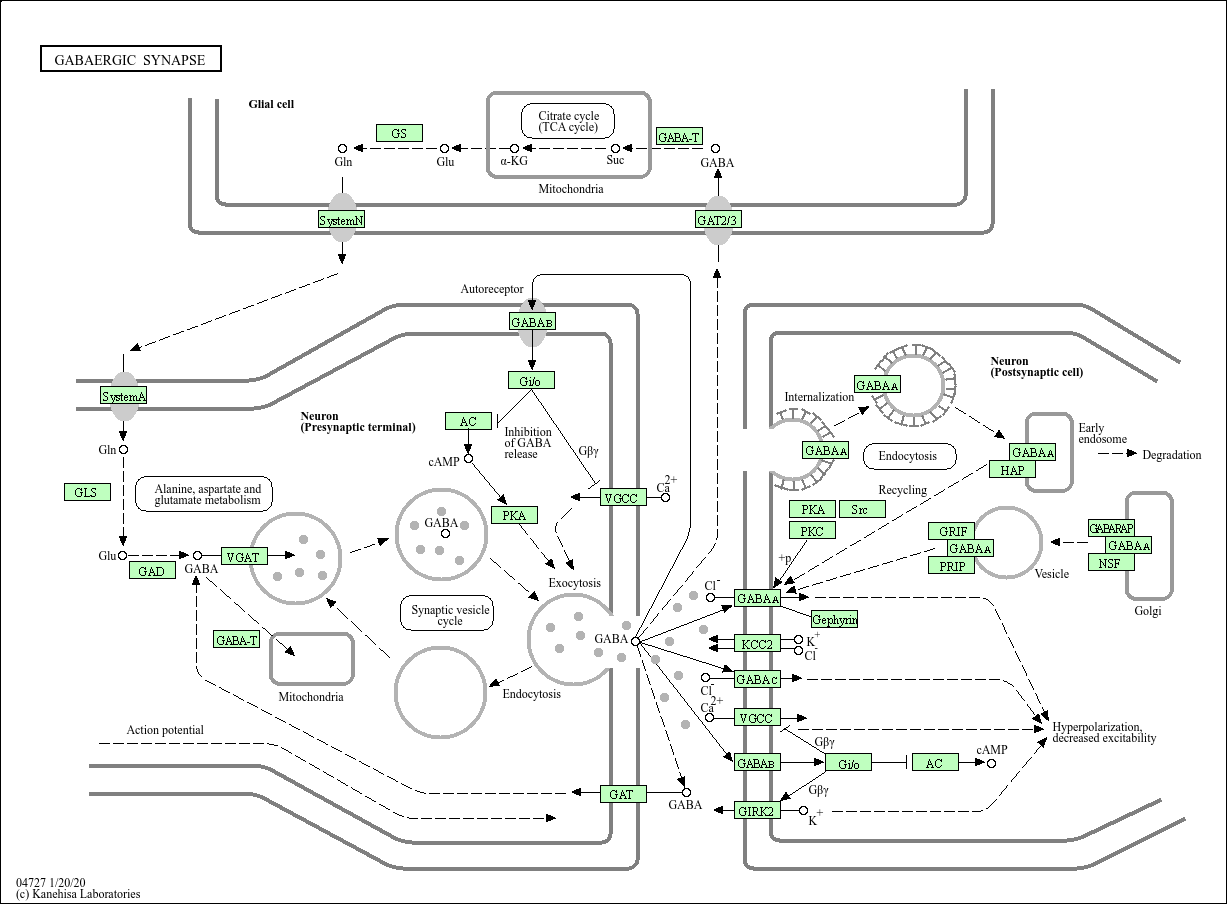 GABAERGIC SYNAPSE
Glial cell
GS
Citrate cycle
(TCA cycle)
GABA-T
Gln
Glu
α-KG
Suc
GABA
Mitochondria
SystemN
GAT2/3
Autoreceptor
GABAB
Gi/o
SystemA
Neuron
(Presynaptic terminal)
AC
Inhibition
of GABA
release
Gβγ
cAMP
Gln
GLS
Alanine, aspartate and
glutamate metabolism
GABA
PKA
VGCC
Ca2+
Glu
GAD
GABA
VGAT
Exocytosis
Synaptic vesicle
cycle
GABA
GABA-T
Mitochondria
Endocytosis
Action potential
GAT
GABA
Neuron
(Postsynaptic cell)
GABAA
Internalization
GABAA
Endocytosis
Early
endosome
GABAA
HAP
Degradation
Recycling
PKA
Src
PKC
+p
GRIF
GABAA
PRIP
Vesicle
GABARAP
GABAA
NSF
Golgi
Cl-
GABAA
Gephyrin
KCC2
K+
Cl-
GABAC
Cl-
Ca2+
VGCC
Hyperpolarization,
decreased excitability
Gβγ
GABAB
Gi/o
AC
cAMP
Gβγ
GIRK2
K+
04727 1/20/20
(c) Kanehisa Laboratories